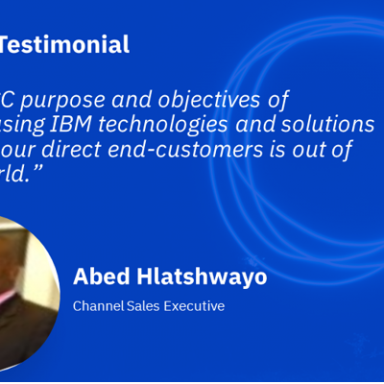 Testimonial
C purpose and objectives of
using IBM technologies and solutions
our direct end-customers is out of
rld.”
Abed Hlatshwayo
Channel Sales Executive